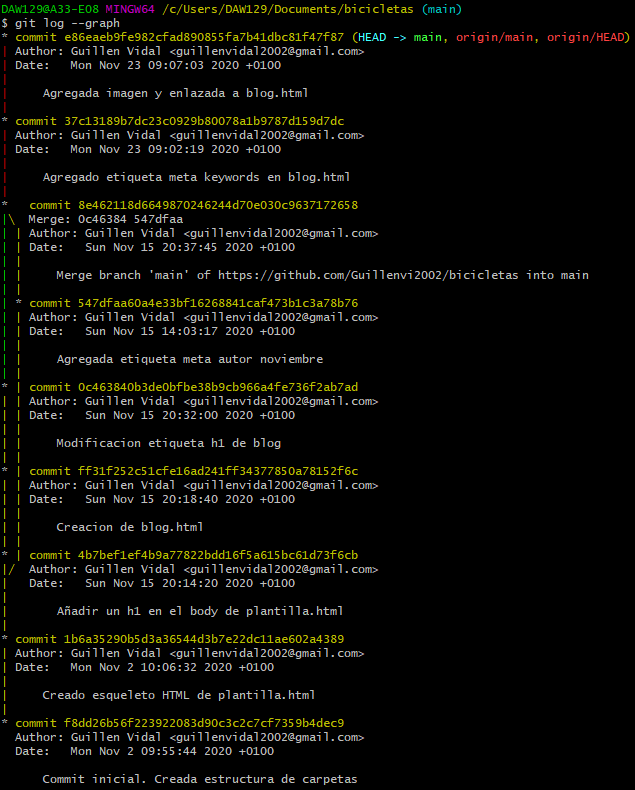 DAW129@A33-E08 MINGW64 /c/Users/DAW129/Documents/bicicletas (main)
$ git log --graph
* commit e86eaeb9fe982cfad890855fa7b41dbc81f47f87 (HEAD -> main, origin/main, origin/HEAD)
| Author: Guillen Vidal <guillenvidal2002@gmail.com>
| Date:   Mon Nov 23 09:07:03 2020 +0100
|
|     Agregada imagen y enlazada a blog.html
|
* commit 37c13189b7dc23c0929b80078a1b9787d159d7dc
| Author: Guillen Vidal <guillenvidal2002@gmail.com>
| Date:   Mon Nov 23 09:02:19 2020 +0100
|
|     Agregado etiqueta meta keywords en blog.html
|
*   commit 8e462118d6649870246244d70e030c9637172658
|\  Merge: 0c46384 547dfaa
| | Author: Guillen Vidal <guillenvidal2002@gmail.com>
| | Date:   Sun Nov 15 20:37:45 2020 +0100
| |
| |     Merge branch 'main' of https://github.com/Guillenvi2002/bicicletas into main
| |
| * commit 547dfaa60a4e33bf16268841caf473b1c3a78b76
| | Author: Guillen Vidal <guillenvidal2002@gmail.com>
| | Date:   Sun Nov 15 14:03:17 2020 +0100
| |
| |     Agregada etiqueta meta autor noviembre
| |
* | commit 0c463840b3de0bfbe38b9cb966a4fe736f2ab7ad
| | Author: Guillen Vidal <guillenvidal2002@gmail.com>
| | Date:   Sun Nov 15 20:32:00 2020 +0100
| |
| |     Modificacion etiqueta h1 de blog
| |
* | commit ff31f252c51cfe16ad241ff34377850a78152f6c
| | Author: Guillen Vidal <guillenvidal2002@gmail.com>
| | Date:   Sun Nov 15 20:18:40 2020 +0100
| |
| |     Creacion de blog.html
| |
* | commit 4b7bef1ef4b9a77822bdd16f5a615bc61d73f6cb
|/  Author: Guillen Vidal <guillenvidal2002@gmail.com>
|   Date:   Sun Nov 15 20:14:20 2020 +0100
|
|       Añadir un h1 en el body de plantilla.html
|
* commit 1b6a35290b5d3a36544d3b7e22dc11ae602a4389
| Author: Guillen Vidal <guillenvidal2002@gmail.com>
| Date:   Mon Nov 2 10:06:32 2020 +0100
|
|     Creado esqueleto HTML de plantilla.html
|
* commit f8dd26b56f223922083d90c3c2c7cf7359b4dec9
  Author: Guillen Vidal <guillenvidal2002@gmail.com>
  Date:   Mon Nov 2 09:55:44 2020 +0100

      Commit inicial. Creada estructura de carpetas